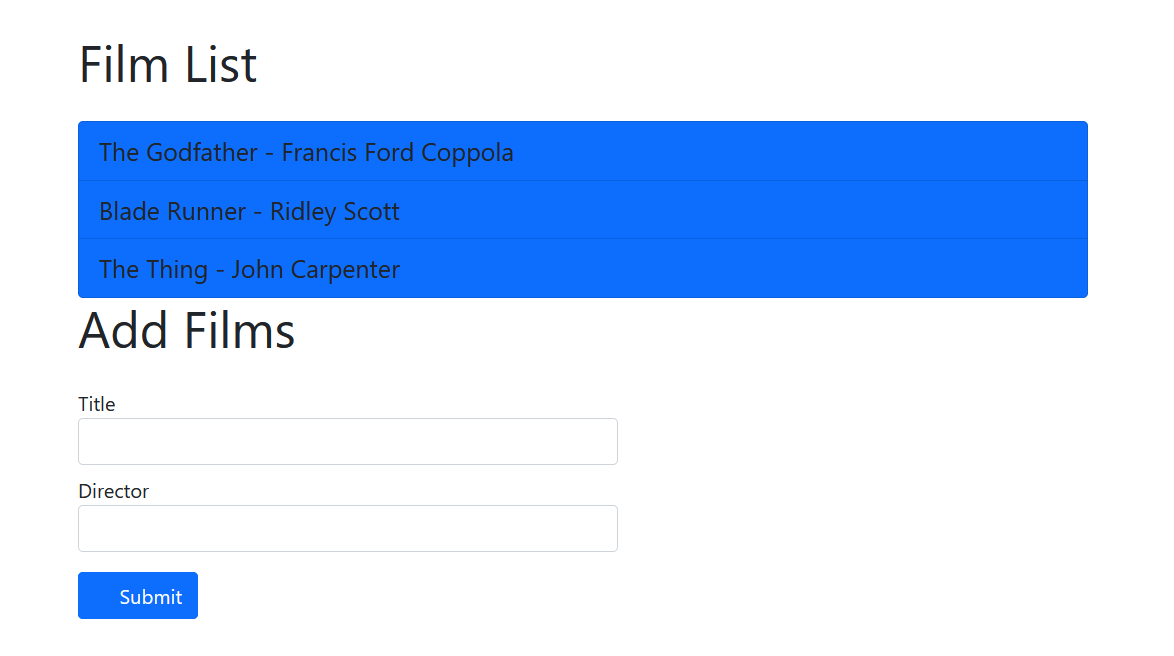 Film List
The Godfather - Francis Ford Coppola
Blade Runner - Ridley Scott
The Thing - John Carpenter
Add Films
Title
Director
Submit